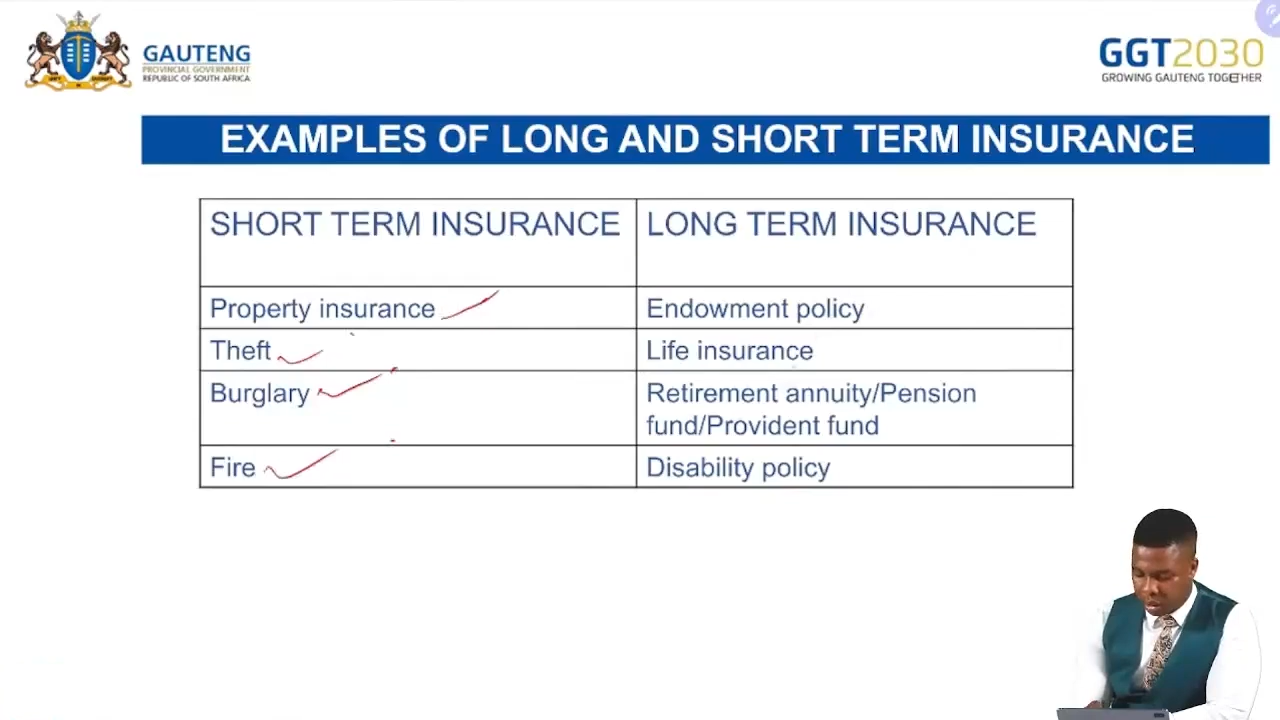 GAUTENG
PROVINCIAL GOVERNMENT
REPUBLIC OF SOUTH AFRICA
GGT2030
GROWING GAUTENG TOGETHER
EXAMPLES OF LONG AND SHORT TERM INSURANCE
SHORT TERM INSURANCE
LONG TERM INSURANCE
Property insurance
Endowment policy
Theft
Life insurance
Burglary
Retirement annuity/Pension
fund/Provident fund
Fire
Disability policy